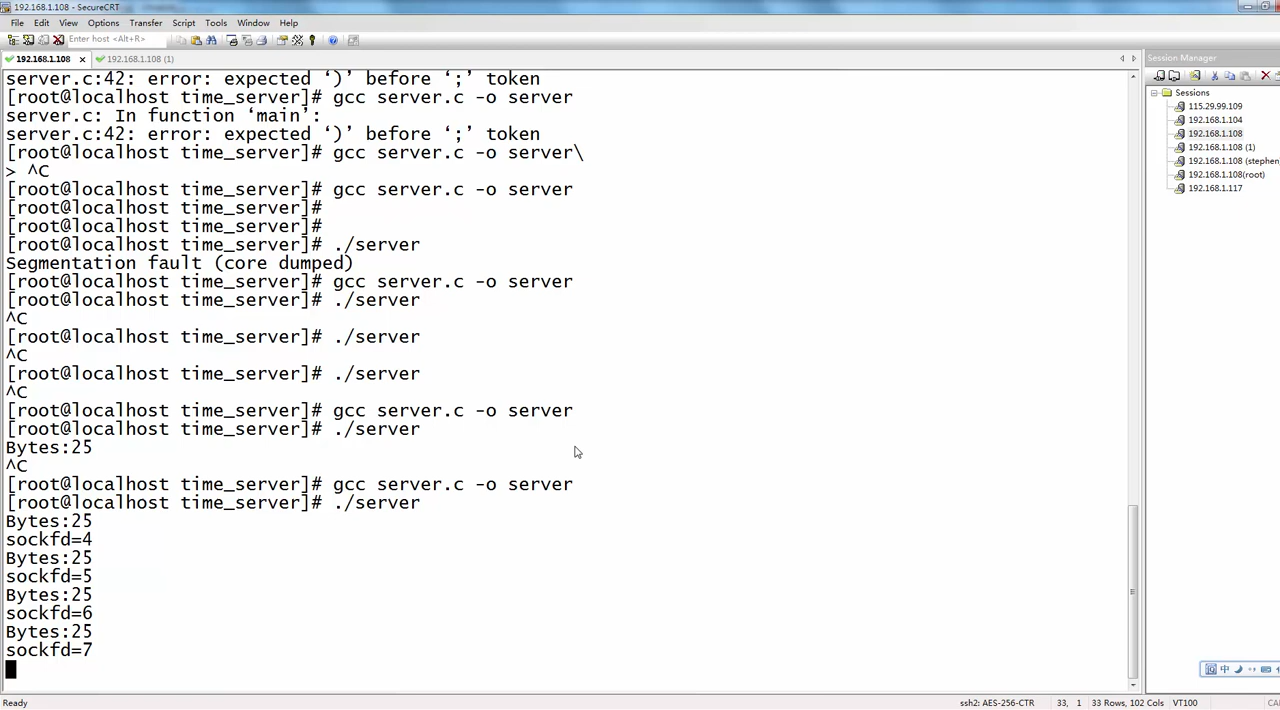 192.168.1.108 - SecureCRT
File Edit View Options Transfer Script Tools Window Help
Enter host <Alt+R>
192.168.1.108 192.168.1.108 (1)
server.c:42: error: expected ‘)’ before ‘;’ token
[root@localhost time_server]# gcc server.c -o server
server.c: In function ‘main’:
server.c:42: error: expected ‘)’ before ‘;’ token
[root@localhost time_server]# gcc server.c -o server\
> ^C
[root@localhost time_server]# gcc server.c -o server
[root@localhost time_server]#
[root@localhost time_server]#
[root@localhost time_server]# ./server
Segmentation fault (core dumped)
[root@localhost time_server]# gcc server.c -o server
[root@localhost time_server]# ./server
^C
[root@localhost time_server]# ./server
^C
[root@localhost time_server]# ./server
^C
[root@localhost time_server]# gcc server.c -o server
[root@localhost time_server]# ./server
Bytes:25
^C
[root@localhost time_server]# gcc server.c -o server
[root@localhost time_server]# ./server
Bytes:25
sockfd=4
Bytes:25
sockfd=5
Bytes:25
sockfd=6
Bytes:25
sockfd=7
Session Manager
Sessions
115.29.99.109
192.168.1.104
192.168.1.108
192.168.1.108 (1)
192.168.1.108 (stephen
192.168.1.108(root)
192.168.1.117
中
Ready ssh2: AES-256-CTR 33, 1 33 Rows, 102 Cols VT100 CA